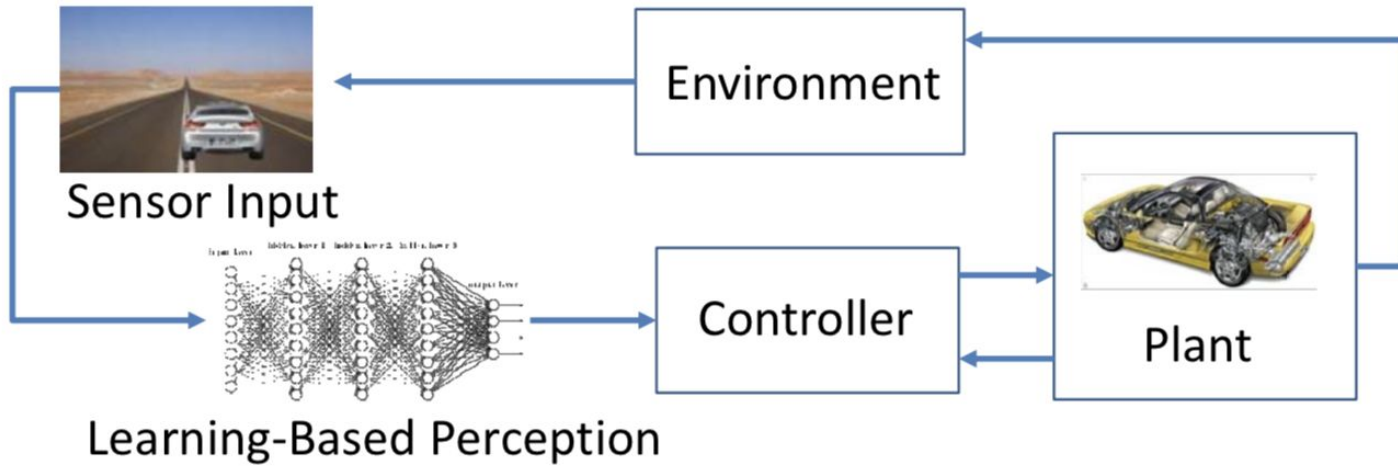 Environment
Sensor Input
Controller
Plant
Learning-Based Perception